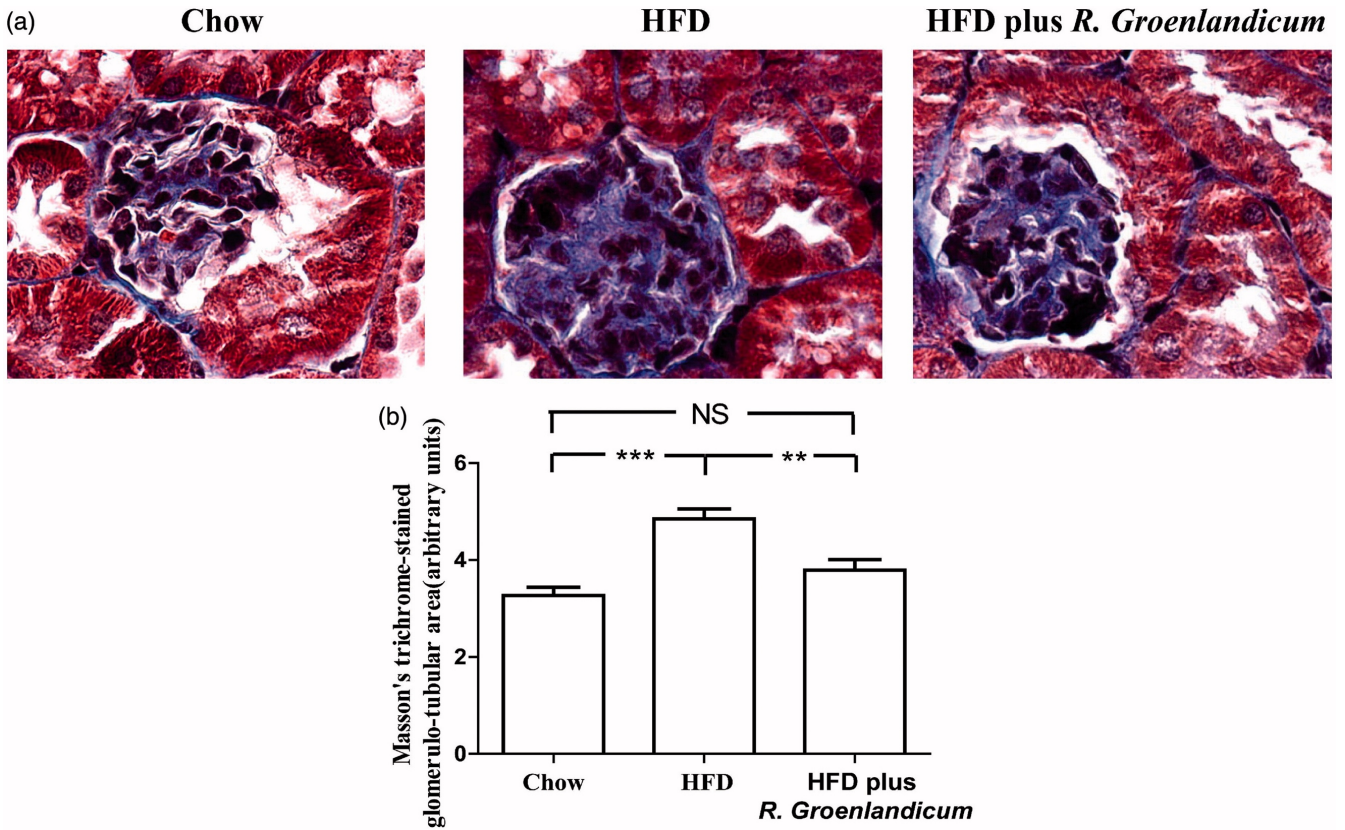 (a)
Chow
HFD
HFD plus R. Groenlandicum
(b)
NS
***
**
Masson's trichrome-stained
glomerulo-tubular area(arbitrary units)
6
4
2
0
Chow
HFD
HFD plus
R. Groenlandicum